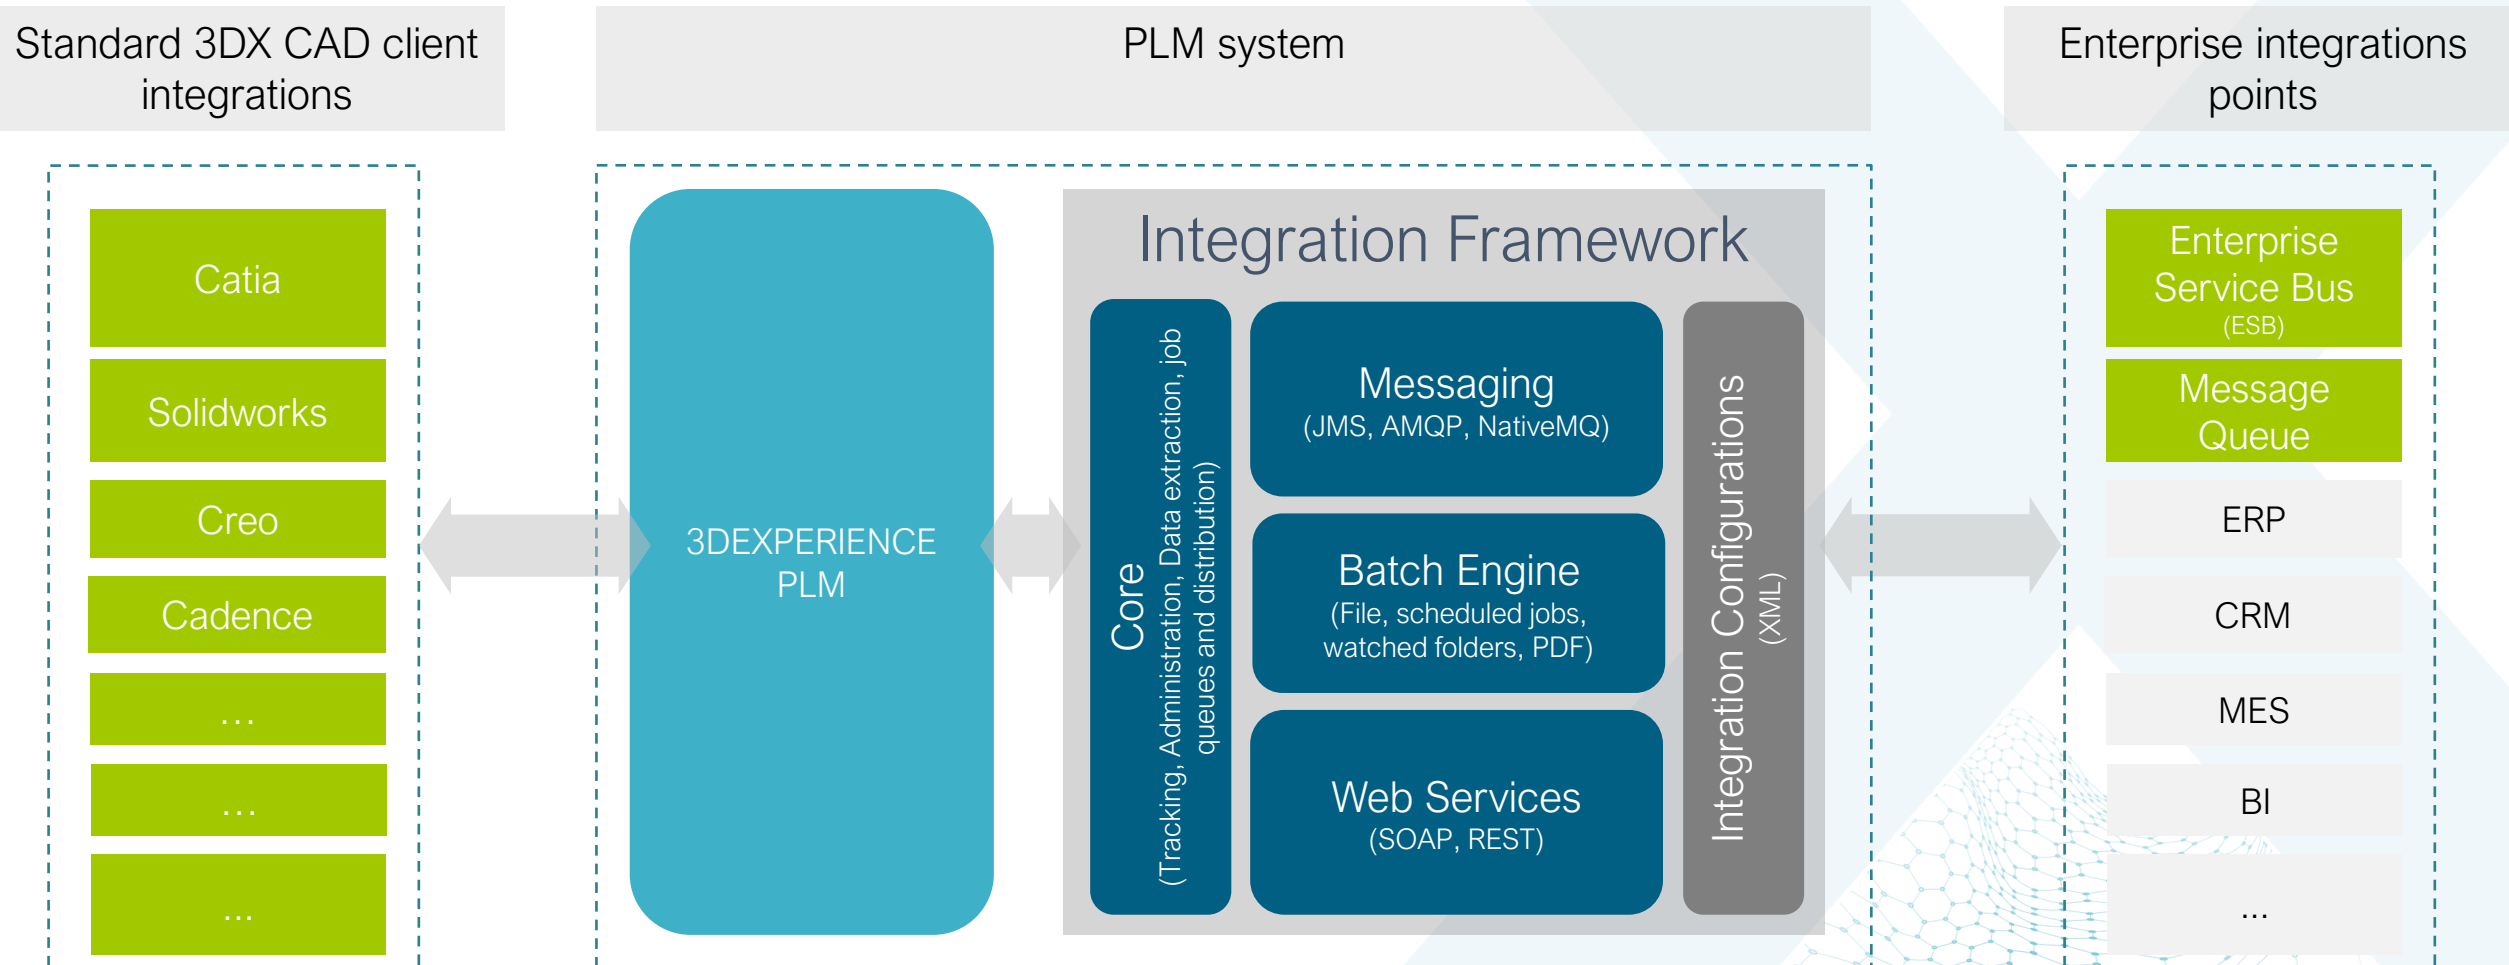 Standard 3DX CAD client
integrations
PLM system
Enterprise integrations
points
Catia
Solidworks
Creo
Cadence
...
...
...
3DEXPERIENCE
PLM
Integration Framework
Core
(Tracking, Administration, Data extraction, job
queues and distribution)
Messaging
(JMS, AMQP, NativeMQ)
Batch Engine
(File, scheduled jobs,
watched folders, PDF)
Web Services
(SOAP, REST)
Integration Configurations
(XML)
Enterprise
Service Bus
(ESB)
Message
Queue
ERP
CRM
MES
BI
...